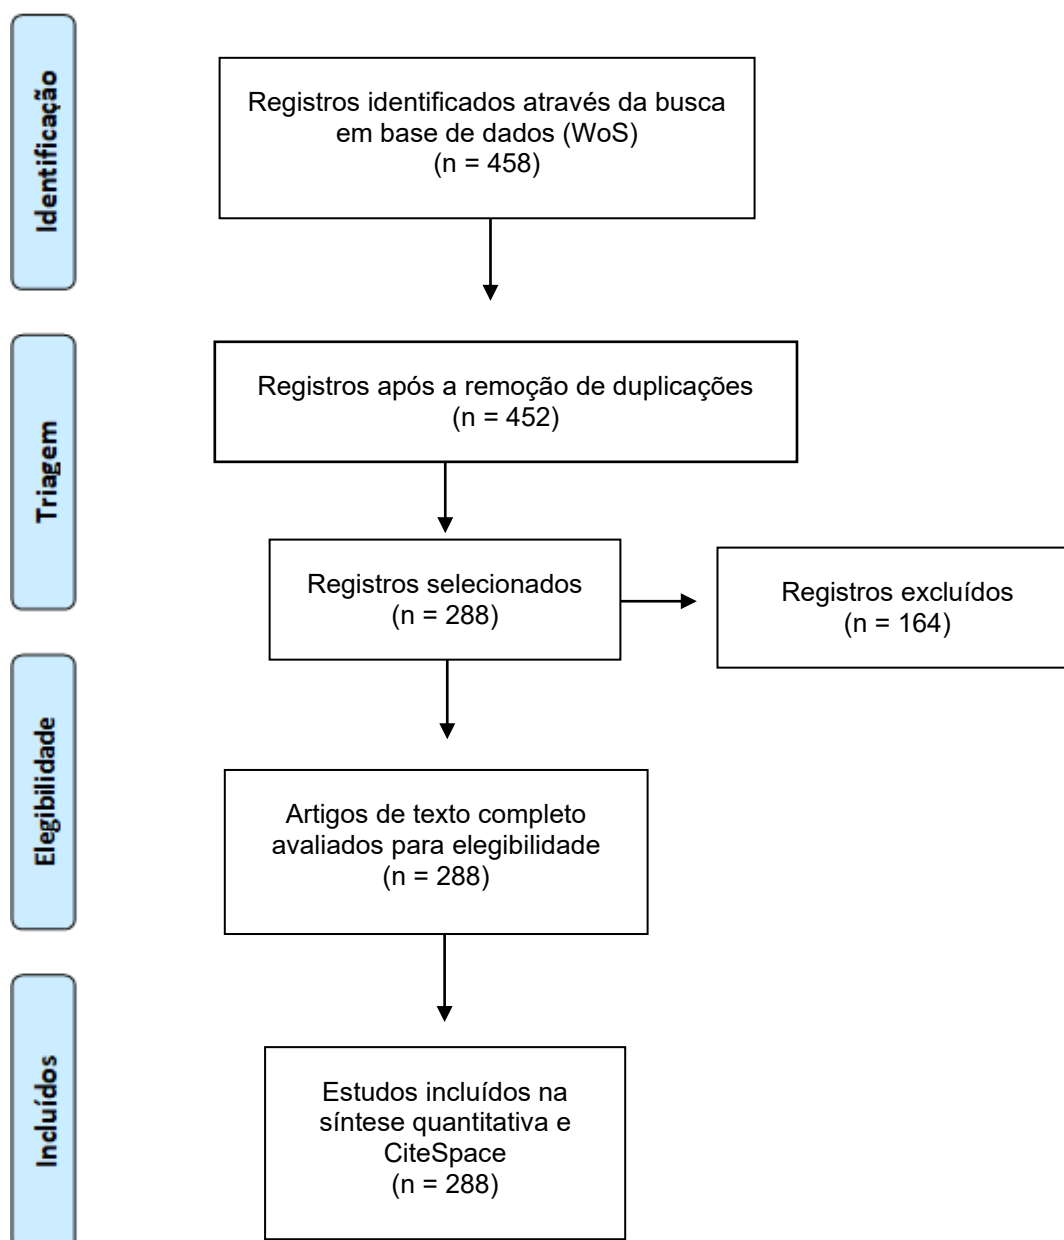 Identificação
Registros identificados através da busca
em base de dados (WoS)
(n = 458)
Triagem
Registros após a remoção de duplicações
(n = 452)
Registros selecionados
(n = 288)
Registros excluídos
(n = 164)
Elegibilidade
Artigos de texto completo
avaliados para elegibilidade
(n = 288)
Incluídos
Estudos incluídos na
síntese quantitativa e
CiteSpace
(n = 288)